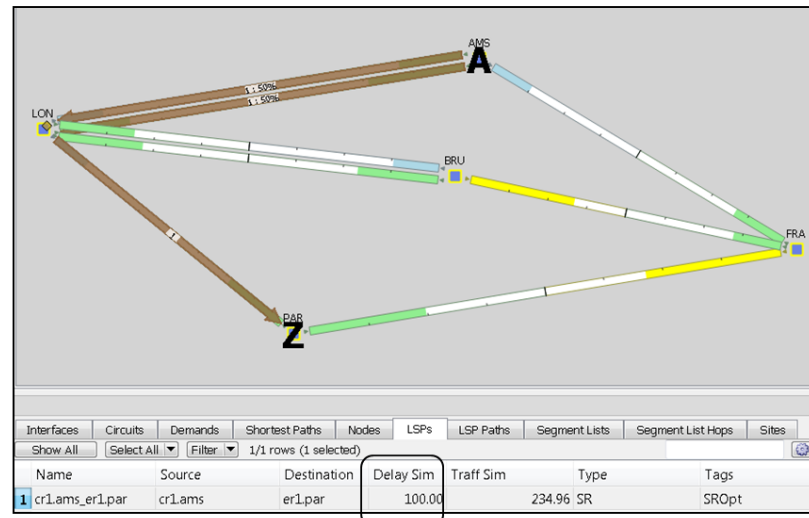 AMS
A
1 : 50%
1 : 50%
LON
BRU
FRA
1
PAR
Z
Interfaces Circuits Demands Shortest Paths Nodes LSPs LSP Paths Segment Lists Segment List Hops Sites
Show All Select All Filter 1/1 rows (1 selected)
Name Source Destination Delay Sim Traff Sim Type Tags
1 cr1.ams_er1.par cr1.ams er1.par 100.00 234.96 SR SROpt